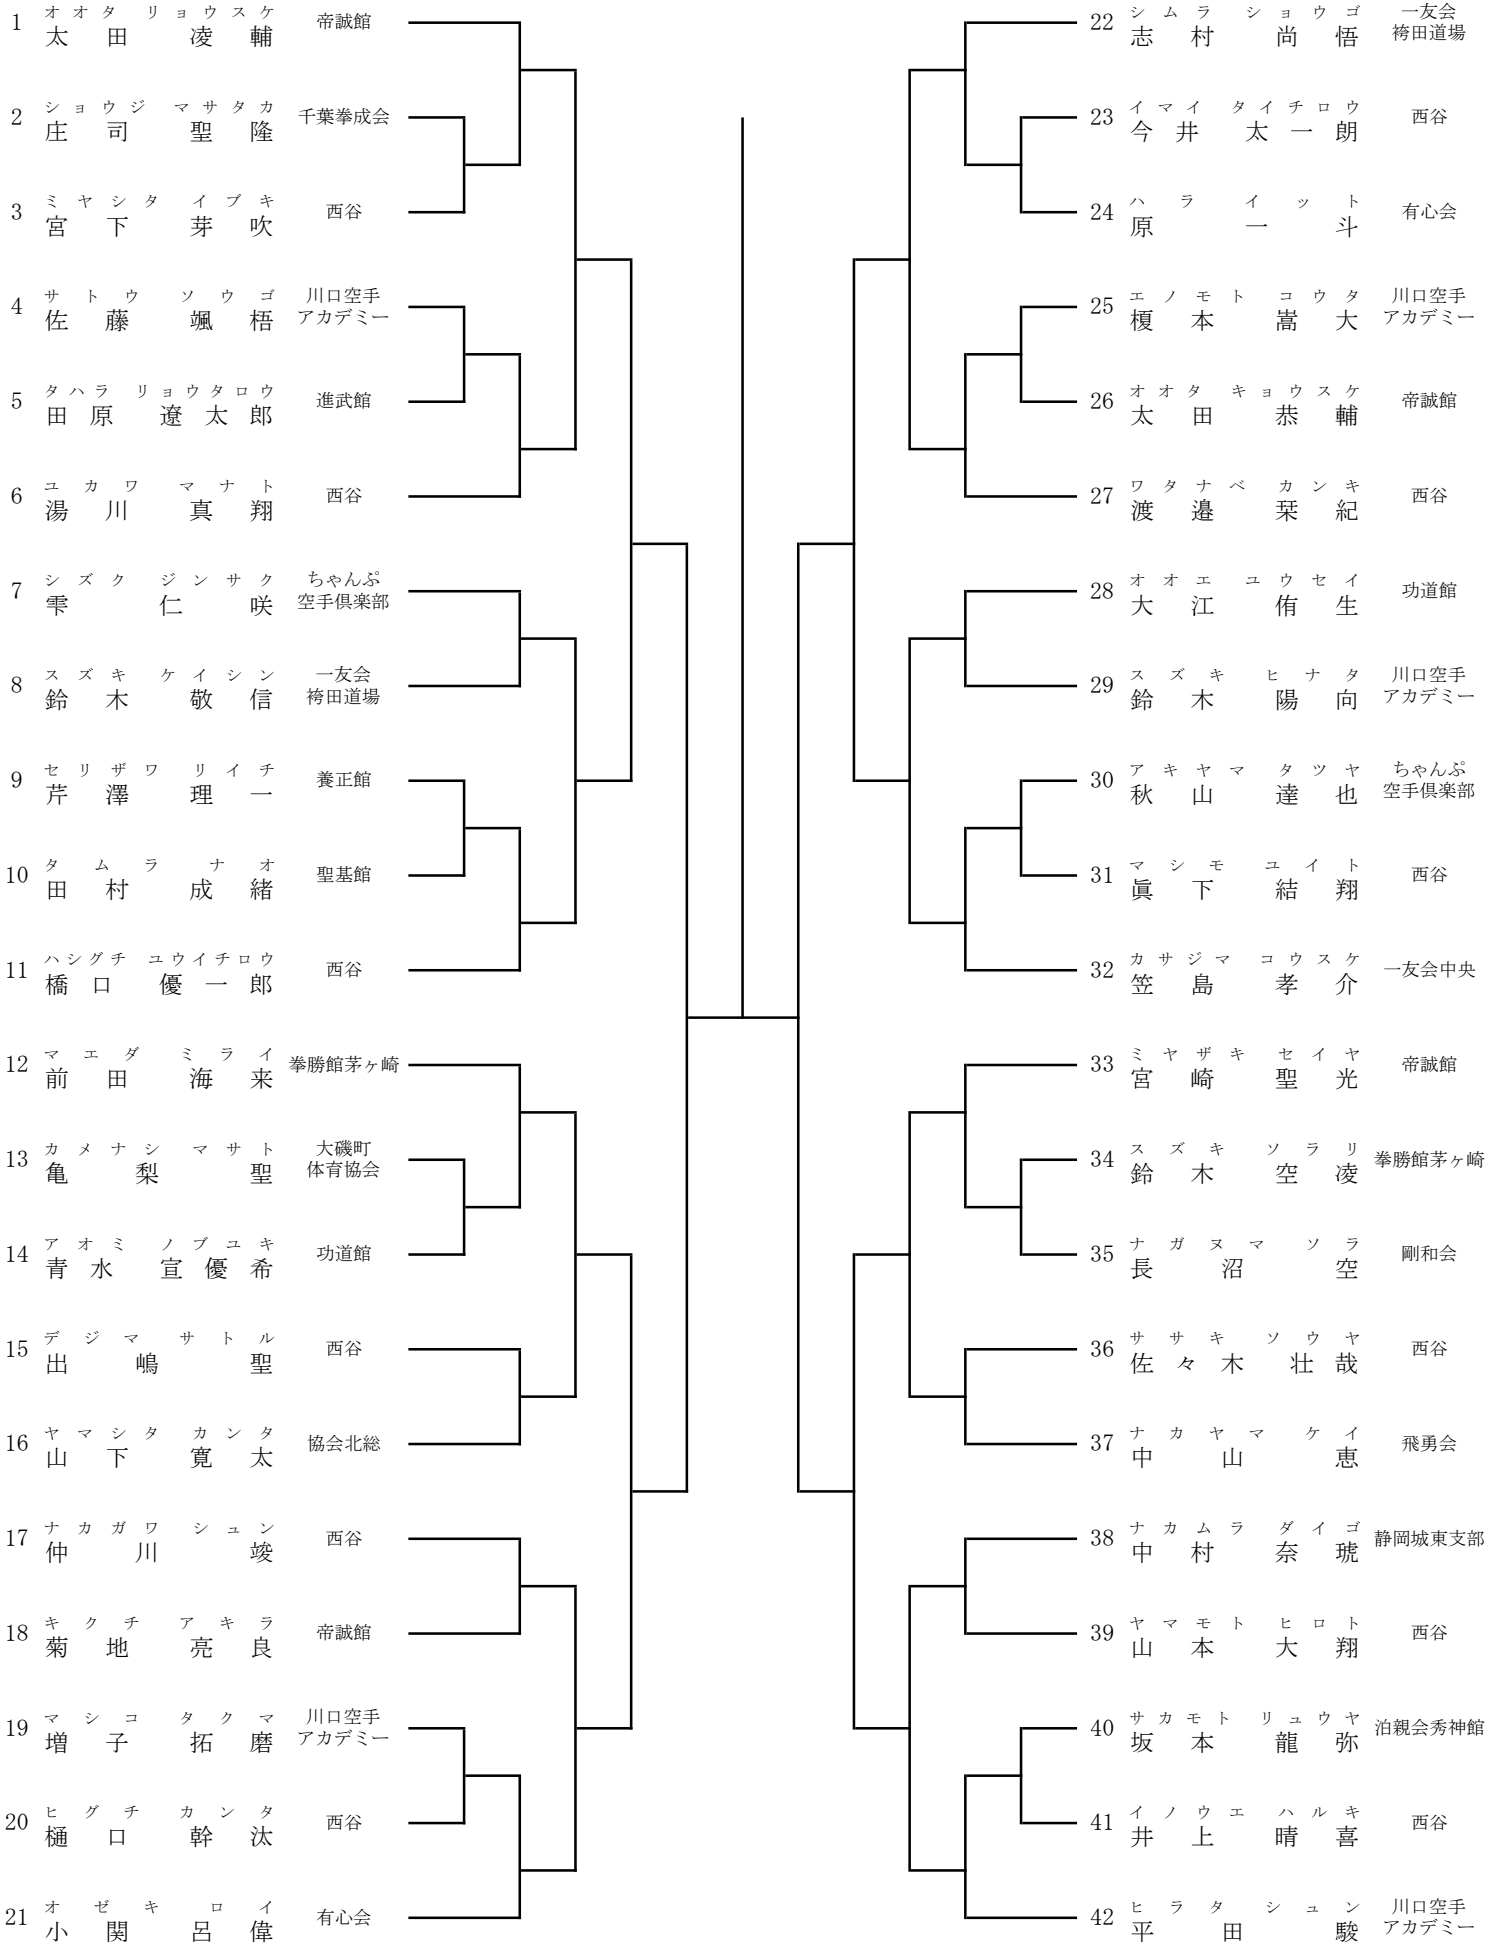 オオタ リョウスケ
1 太田 凌輔 帝誠館
ショウジ マサタカ
2 庄司 聖隆 千葉拳成会
ミヤシタ イブキ
3 宮下 芽吹 西谷
サトウ ソウゴ
4 佐藤 颯梧 川口空手
アカデミー
タハラ リョウタロウ
5 田原 遼太郎 進武館
ユカワ マナト
6 湯川 真翔 西谷
シズク ジンサク
7 雫 仁咲 ちゃんぷ
空手倶楽部
スズキ ケイシン
8 鈴木 敬信 一友会
袴田道場
セリザワ リイチ
9 芹澤 理一 養正館
タムラ ナオ
10 田村 成緒 聖基館
ハシグチ ユウイチロウ
11 橋口 優一郎 西谷
マエダ ミライ
12 前田 海来 拳勝館茅ヶ崎
カメナシ マサト
13 亀梨 聖 大磯町
体育協会
アオミ ノブユキ
14 青水 宣優希 功道館
デジマ サトル
15 出嶋 聖 西谷
ヤマシタ カンタ
16 山下 寛太 協会北総
ナカガワ シュン
17 仲川 竣 西谷
キクチ アキラ
18 菊地 亮良 帝誠館
マシコ タクマ
19 増子 拓磨 川口空手
アカデミー
ヒグチ カンタ
20 樋口 幹汰 西谷
オゼキ ロイ
21 小関 呂偉 有心会
シムラ ショウゴ
22 志村 尚悟 一友会
袴田道場
イマイ タイチロウ
23 今井 太一朗 西谷
ハラ イット
24 原 一斗 有心会
エノモト コウタ
25 榎本 嵩大 川口空手
アカデミー
オオタ キョウスケ
26 太田 恭輔 帝誠館
ワタナベ カンキ
27 渡邉 栞紀 西谷
オオエ ユウセイ
28 大江 侑生 功道館
スズキ ヒナタ
29 鈴木 陽向 川口空手
アカデミー
アキヤマ タツヤ
30 秋山 達也 ちゃんぷ
空手倶楽部
マシモ ユイト
31 眞下 結翔 西谷
カサジマ コウスケ
32 笠島 孝介 一友会中央
ミヤザキ セイヤ
33 宮崎 聖光 帝誠館
スズキ ソラリ
34 鈴木 空凌 拳勝館茅ヶ崎
ナガヌマ ソラ
35 長沼 空 剛和会
ササキ ソウヤ
36 佐々木 壮哉 西谷
ナカヤマ ケイ
37 中山 恵 飛勇会
ナカムラ ダイゴ
38 中村 奈琥 静岡城東支部
ヤマモト ヒロト
39 山本 大翔 西谷
サカモト リュウヤ
40 坂本 龍弥 泊親会秀神館
イノウエ ハルキ
41 井上 晴喜 西谷
ヒラタ シュン
42 平田 駿 川口空手
アカデミー